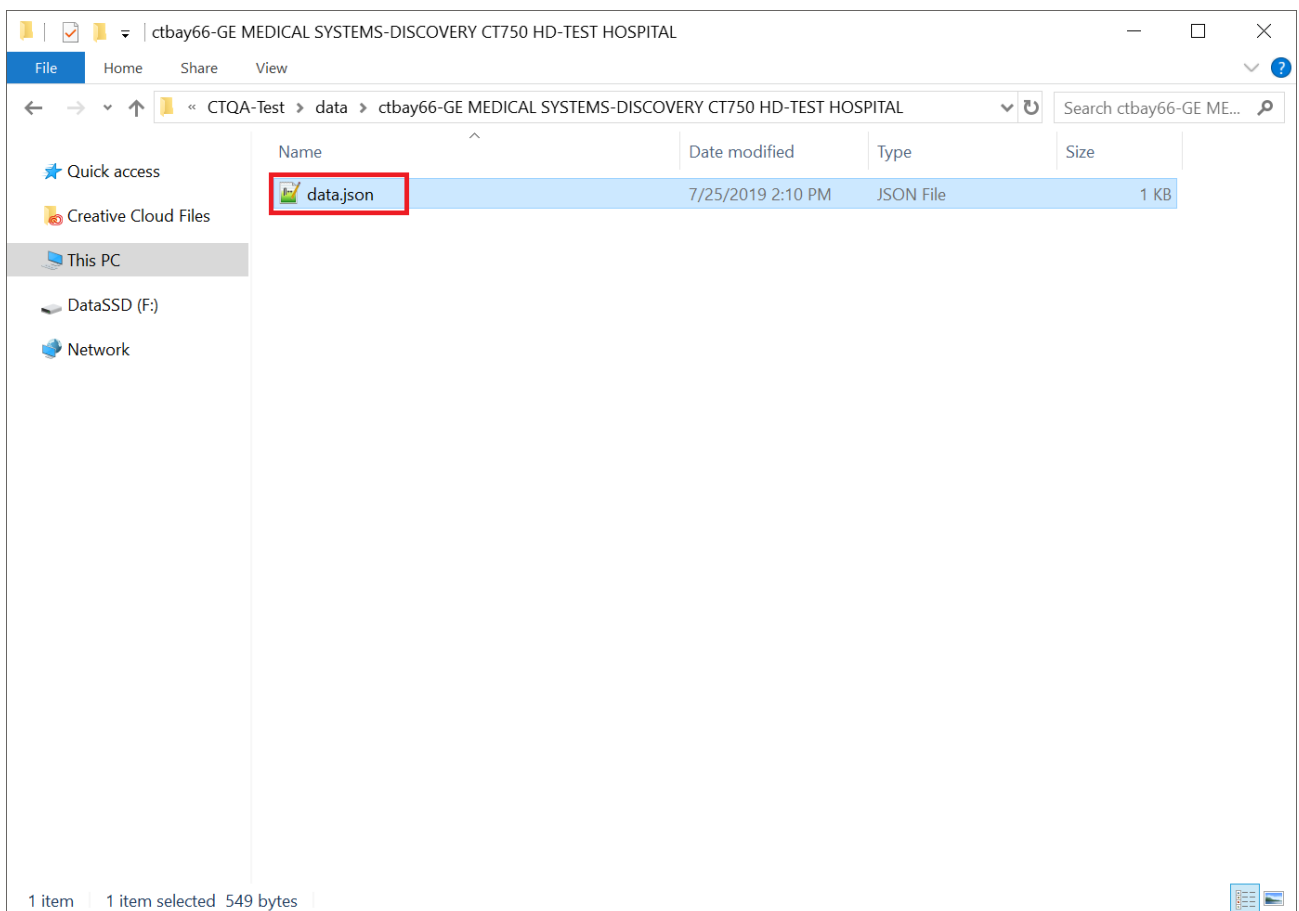 ctbay66-GE MEDICAL SYSTEMS-DISCOVERY CT750 HD-TEST HOSPITAL
File Home Share View
?
« CTQA-Test > data > ctbay66-GE MEDICAL SYSTEMS-DISCOVERY CT750 HD-TEST HOSPITAL Search ctbay66-GE ME...
Name Date modified Type Size
Quick access
data.json 7/25/2019 2:10 PM JSON File 1 KB
Creative Cloud Files
This PC
DataSSD (F:)
Network
1 item 1 item selected 549 bytes